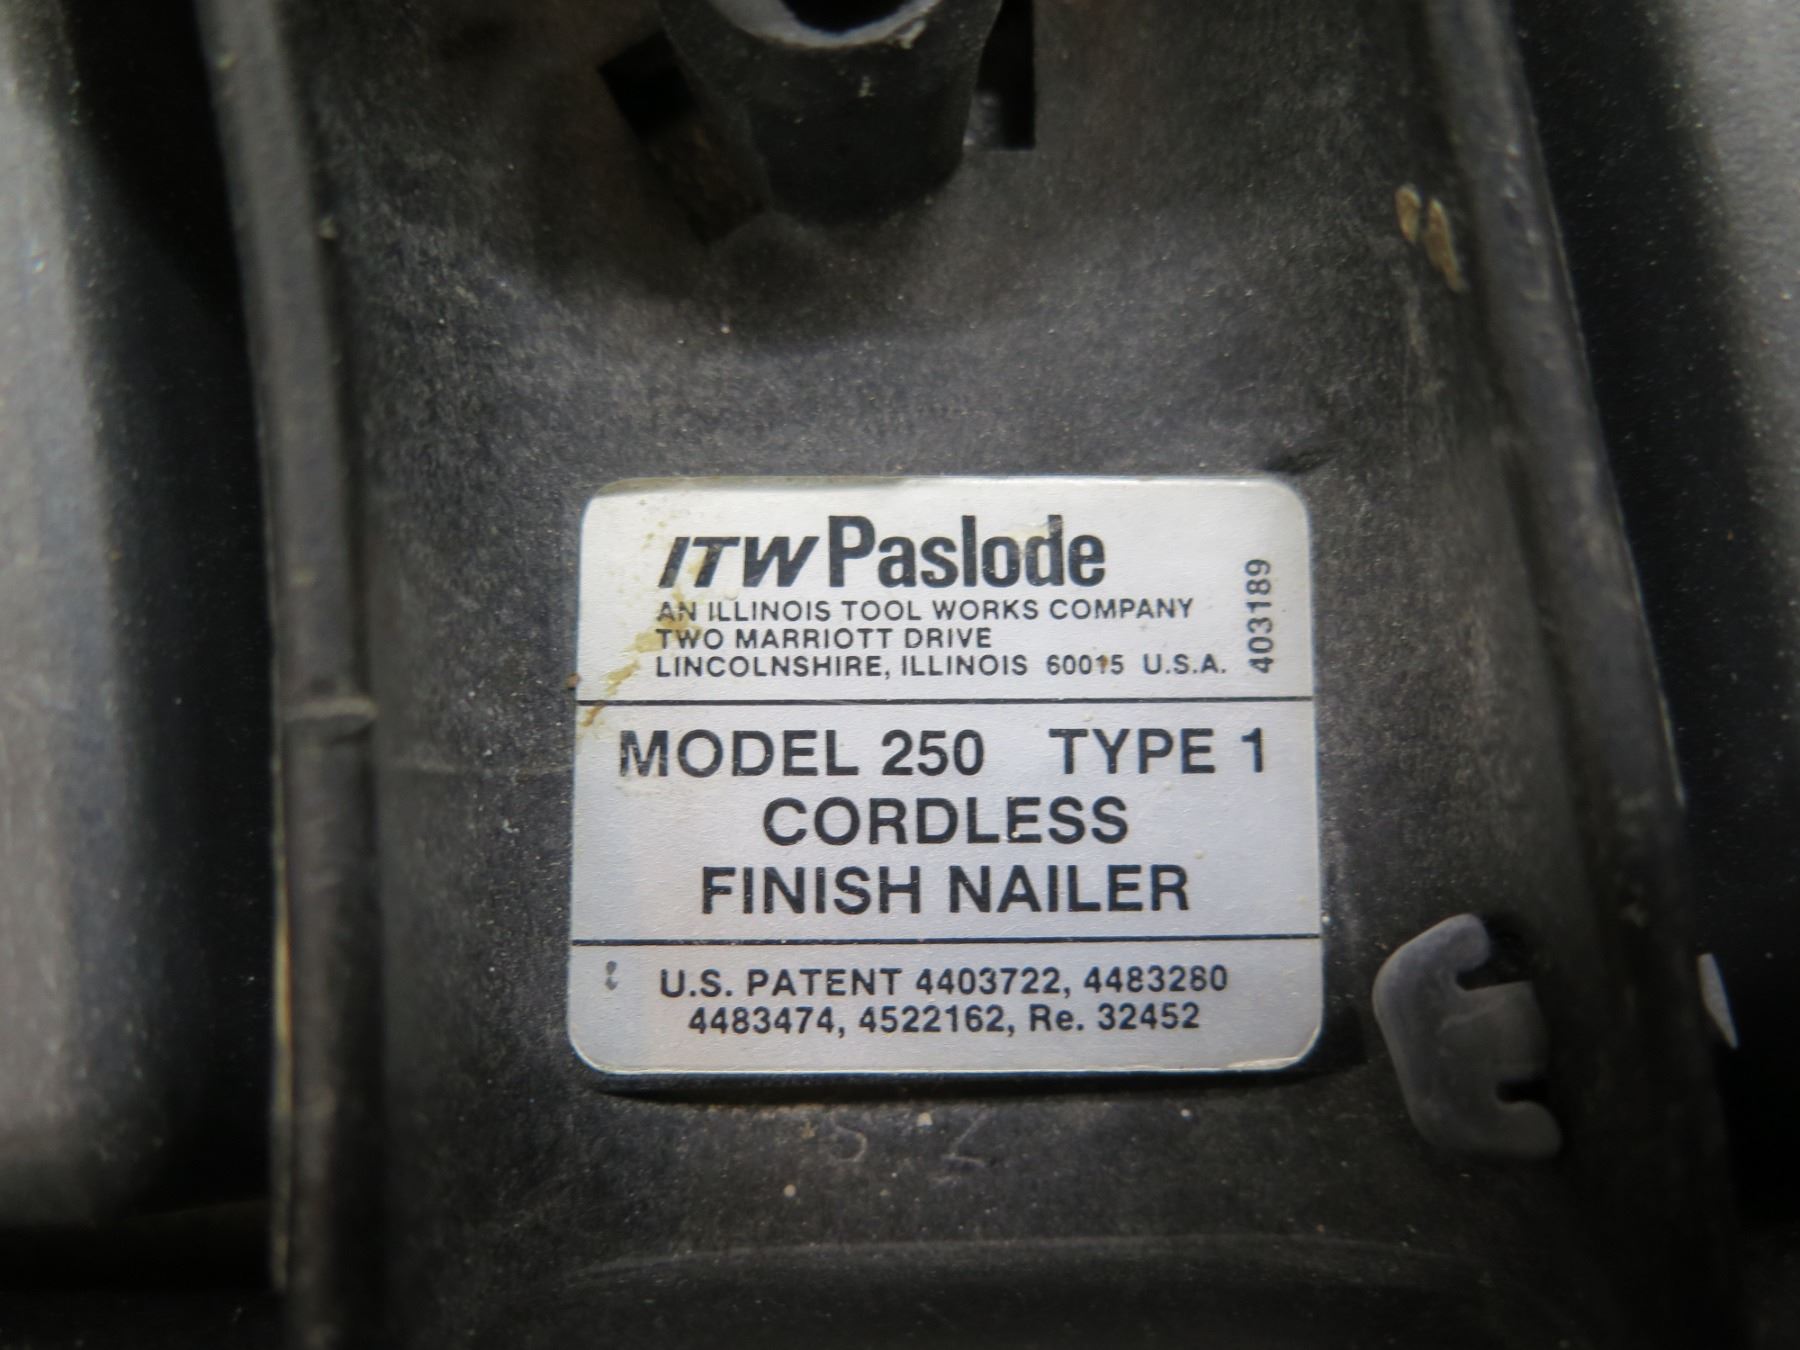 ITW Paslode
AN ILLINOIS TOOL WORKS COMPANY
TWO MARRIOTT DRIVE
LINCOLNSHIRE, ILLINOIS 60015 U.S.A.
403189
MODEL 250 TYPE 1
CORDLESS
FINISH NAILER
U.S. PATENT 4403722, 4483280
4483474, 4522162, Re. 32452